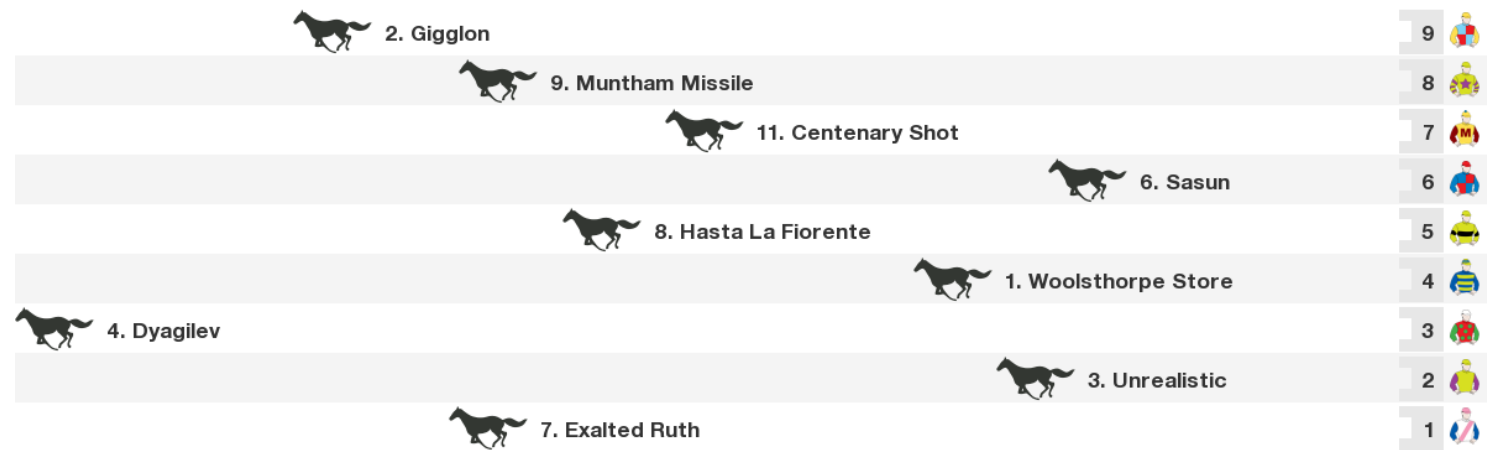 2. Gigglon 9
9. Muntham Missile 8
11. Centenary Shot 7 M
6. Sasun 6
8. Hasta La Fiorente 5
1. Woolsthorpe Store 4
4. Dyagilev 3
3. Unrealistic 2
7. Exalted Ruth 1